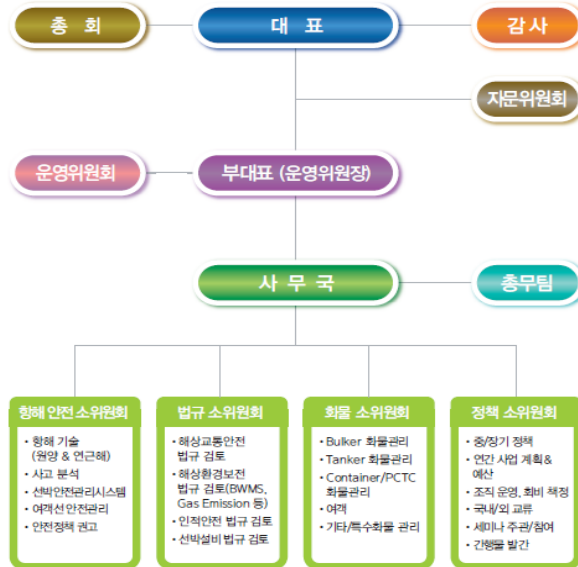 총 회
대 표
감 사
자문위원회
운영위원회
부대표 (운영위원장)
사 무 국
총무팀
항해 안전 소위원회
• 항해 기술
(원양 & 연근해)
• 사고 분석
• 선박안전관리시스템
• 여객선 안전관리
• 안전정책 권고
법규 소위원회
• 해상교통안전
법규 검토
• 해상환경보전
법규 검토(BWMS,
Gas Emission 등)
• 인적안전 법규 검토
• 선박설비 법규 검토
화물 소위원회
• Bulker 화물관리
• Tanker 화물관리
• Container/PCTC
화물관리
• 여객
• 기타/특수화물 관리
정책 소위원회
• 중/장기 정책
• 연간 사업 계획&
예산
• 조직 운영, 회비 책정
• 국내/외 교류
• 세미나 주관/참여
• 간행물 발간